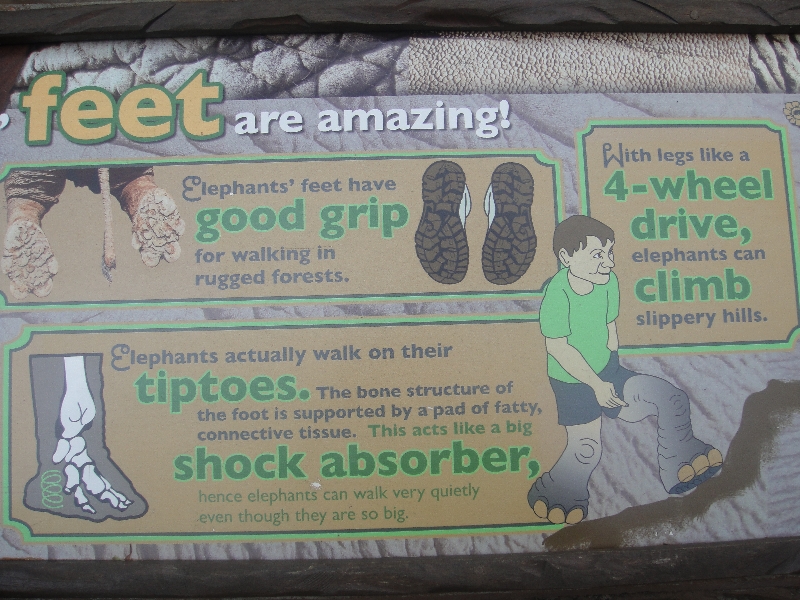 feet are amazing!
Elephants' feet have
good grip
for walking in
rugged forests.
With legs like a
4-wheel
drive,
elephants can
climb
slippery hills.
Elephants actually walk on their
tiptoes. The bone structure of
the foot is supported by a pad of fatty,
connective tissue. This acts like a big
shock absorber,
hence elephants can walk very quietly
even though they are so big.